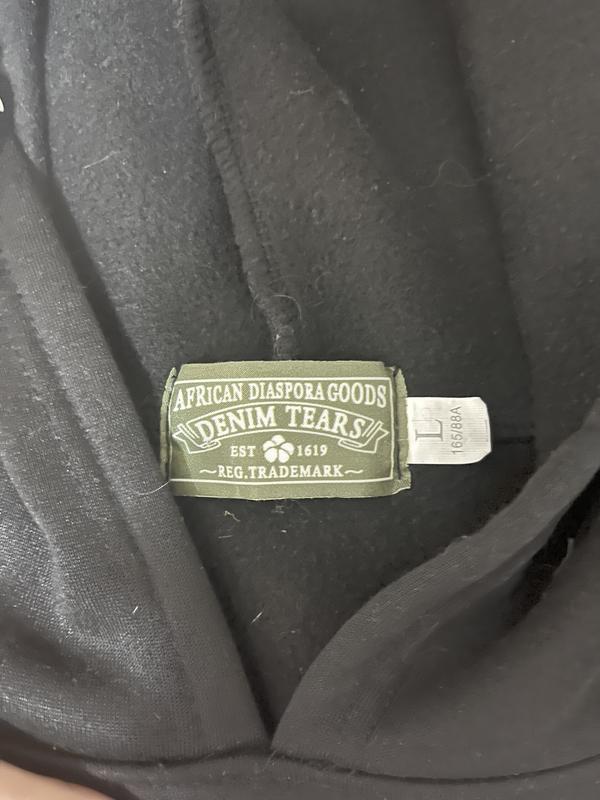 AFRICAN DIASPORA GOODS
DENIM TEARS
EST 1619
~REG.TRADEMARK~
L
165/88A